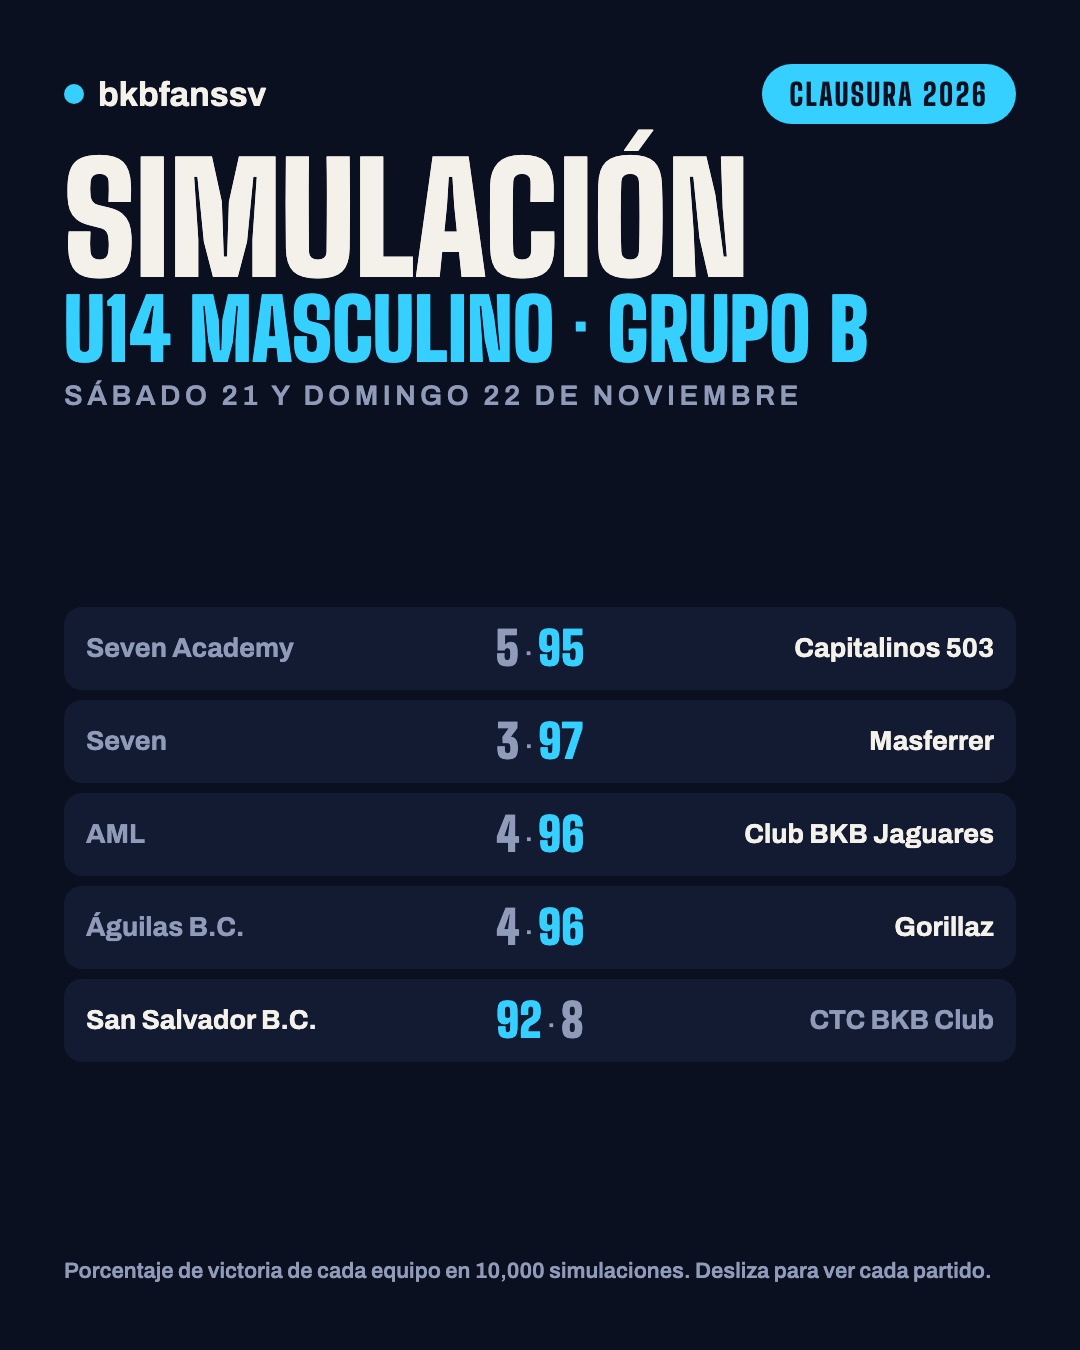 bkbfanssv
CLAUSURA 2026
SIMULACIÓN
U14 MASCULINO · GRUPO B
SÁBADO 21 Y DOMINGO 22 DE NOVIEMBRE
Seven Academy 5 · 95 Capitalinos 503
Seven 3 · 97 Masferrer
AML 4 · 96 Club BKB Jaguares
Águilas B.C. 4 · 96 Gorillaz
San Salvador B.C. 92 · 8 CTC BKB Club
Porcentaje de victoria de cada equipo en 10,000 simulaciones. Desliza para ver cada partido.